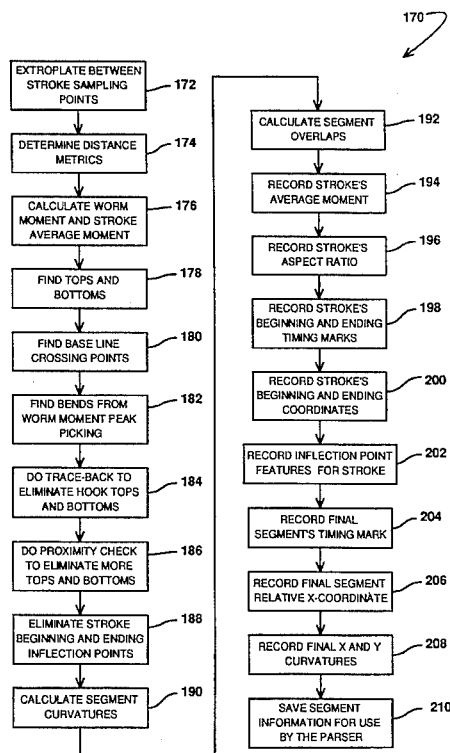 170
EXTROPLATE BETWEEN
STROKE SAMPLING
POINTS
172
DETERMINE DISTANCE
METRICS
174
CALCULATE WORM
MOMENT AND STROKE
AVERAGE MOMENT
176
FIND TOPS AND
BOTTOMS
178
FIND BASE LINE
CROSSING POINTS
180
FIND BENDS FROM
WORM MOMENT PEAK
PICKING
182
DO TRACE-BACK TO
ELIMINATE HOOK TOPS
AND BOTTOMS
184
DO PROXIMITY CHECK
TO ELIMINATE MORE
TOPS AND BOTTOMS
186
ELIMINATE STROKE
BEGINNING AND ENDING
INFLECTION POINTS
188
CALCULATE SEGMENT
CURVATURES
190
CALCULATE SEGMENT
OVERLAPS
192
RECORD STROKE'S
AVERAGE MOMENT
194
RECORD STROKE'S
ASPECT RATIO
196
RECORD STROKE'S
BEGINNING AND ENDING
TIMING MARKS
198
RECORD STROKE'S
BEGINNING AND ENDING
COORDINATES
200
RECORD INFLECTION POINT
FEATURES FOR STROKE
202
RECORD FINAL
SEGMENT'S TIMING MARK
204
RECORD FINAL SEGMENT
RELATIVE X-COORDINATE
206
RECORD FINAL X AND Y
CURVATURES
208
SAVE SEGMENT
INFORMATION FOR USE
BY THE PARSER
210